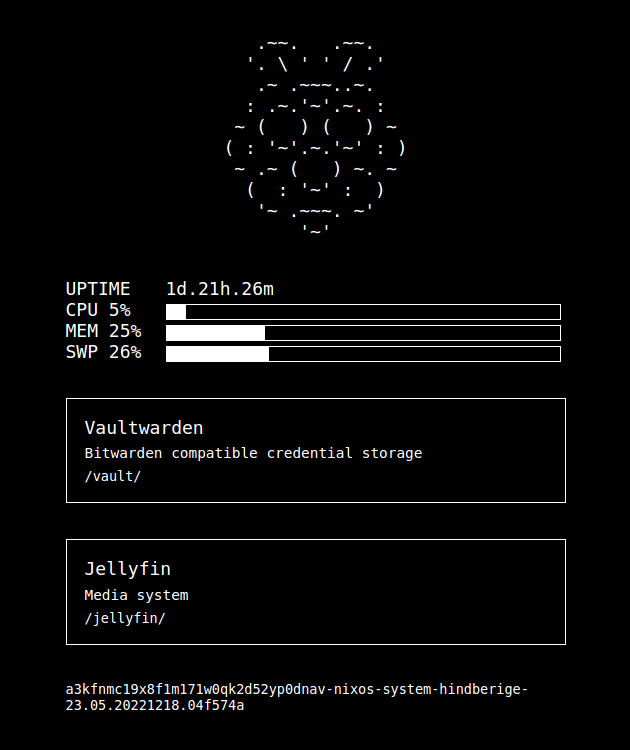 .~~.   .~~.
  '. \ ' ' / .'
   .~ .~~~..~.
  : .~.'~'.~. :
 ~ (   ) (   ) ~
( : '~'.~.'~' : )
 ~ .~ (   ) ~. ~
  (  : '~' :  )
   '~ .~~~. ~'
       '~'
UPTIME 1d.21h.26m
CPU 5%
MEM 25%
SWP 26%
Vaultwarden
Bitwarden compatible credential storage
/vault/
Jellyfin
Media system
/jellyfin/
a3kfnmc19x8f1m171w0qk2d52yp0dnav-nixos-system-hindberige-
23.05.20221218.04f574a